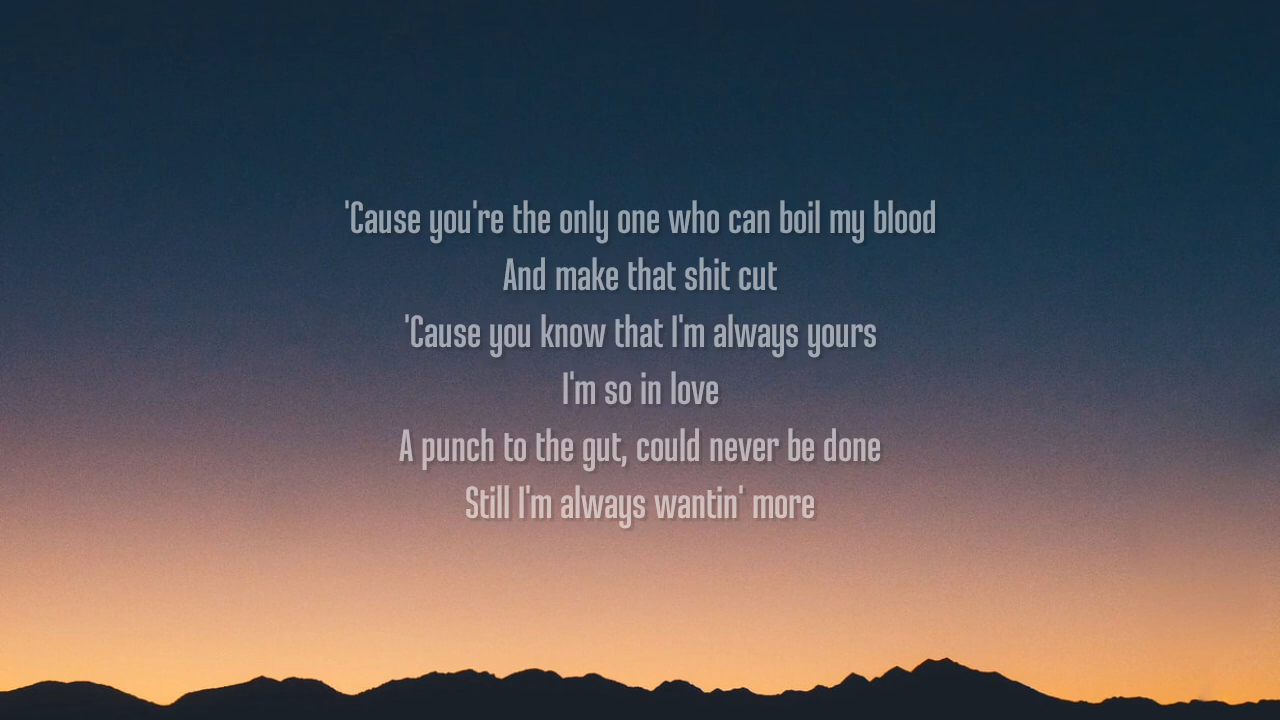 'Cause you're the only one who can boil my blood
And make that shit cut
'Cause you know that I'm always yours
I'm so in love
A punch to the gut, could never be done
Still I'm always wantin' more